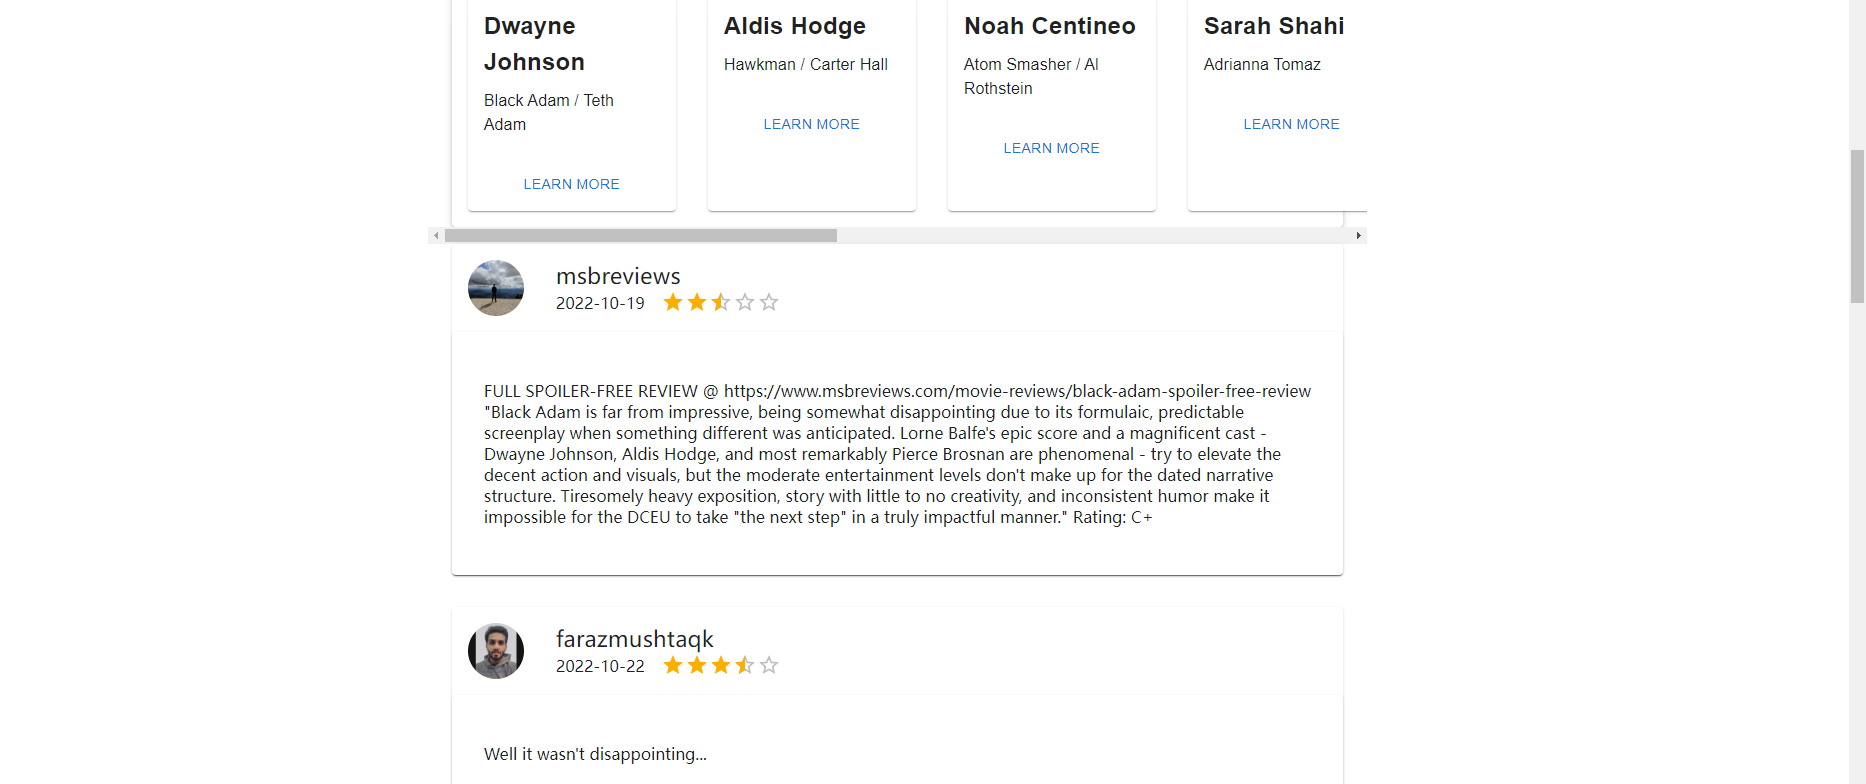 Dwayne
Johnson
Black Adam / Teth
Adam
LEARN MORE
Aldis Hodge
Hawkman / Carter Hall
LEARN MORE
Noah Centineo
Atom Smasher / Al
Rothstein
LEARN MORE
Sarah Shahi
Adrianna Tomaz
LEARN MORE
msbreviews
2022-10-19
FULL SPOILER-FREE REVIEW @ https://www.msbreviews.com/movie-reviews/black-adam-spoiler-free-review
"Black Adam is far from impressive, being somewhat disappointing due to its formulaic, predictable
screenplay when something different was anticipated. Lorne Balfe's epic score and a magnificent cast -
Dwayne Johnson, Aldis Hodge, and most remarkably Pierce Brosnan are phenomenal - try to elevate the
decent action and visuals, but the moderate entertainment levels don't make up for the dated narrative
structure. Tiresomely heavy exposition, story with little to no creativity, and inconsistent humor make it
impossible for the DCEU to take "the next step" in a truly impactful manner." Rating: C+
farazmushtaqk
2022-10-22
Well it wasn't disappointing...